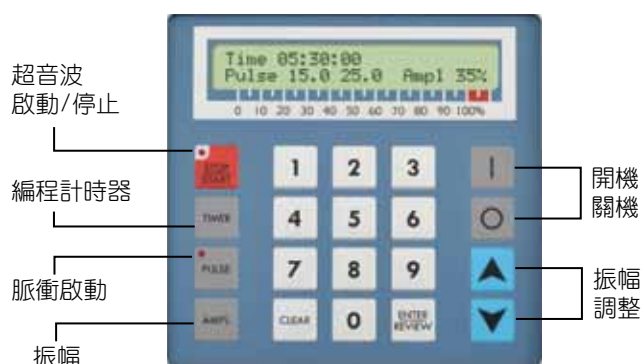 Time 05:30:00
Pulse 15.0 25.0 Ampl 35%
0 10 20 30 40 50 60 70 80 90 100%
超音波
啟動/停止
編程計時器
脈衝啟動
振幅
STOP
START
TIMER
PULSE
AMPL
1 2 3
4 5 6
7 8 9
CLEAR 0 ENTER
REVIEW
I
O
開機
關機
振幅
調整